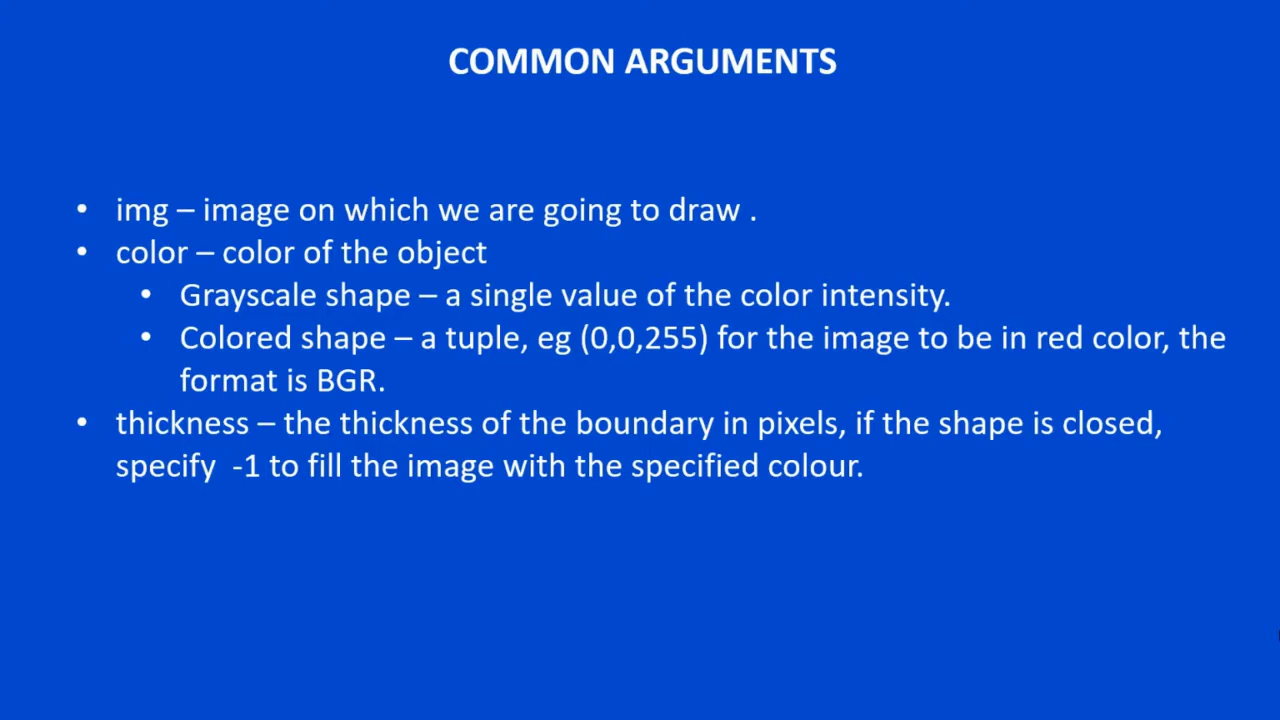 COMMON ARGUMENTS
• img – image on which we are going to draw .
• color – color of the object
• Grayscale shape – a single value of the color intensity.
• Colored shape – a tuple, eg (0,0,255) for the image to be in red color, the
format is BGR.
• thickness – the thickness of the boundary in pixels, if the shape is closed,
specify  -1 to fill the image with the specified colour.